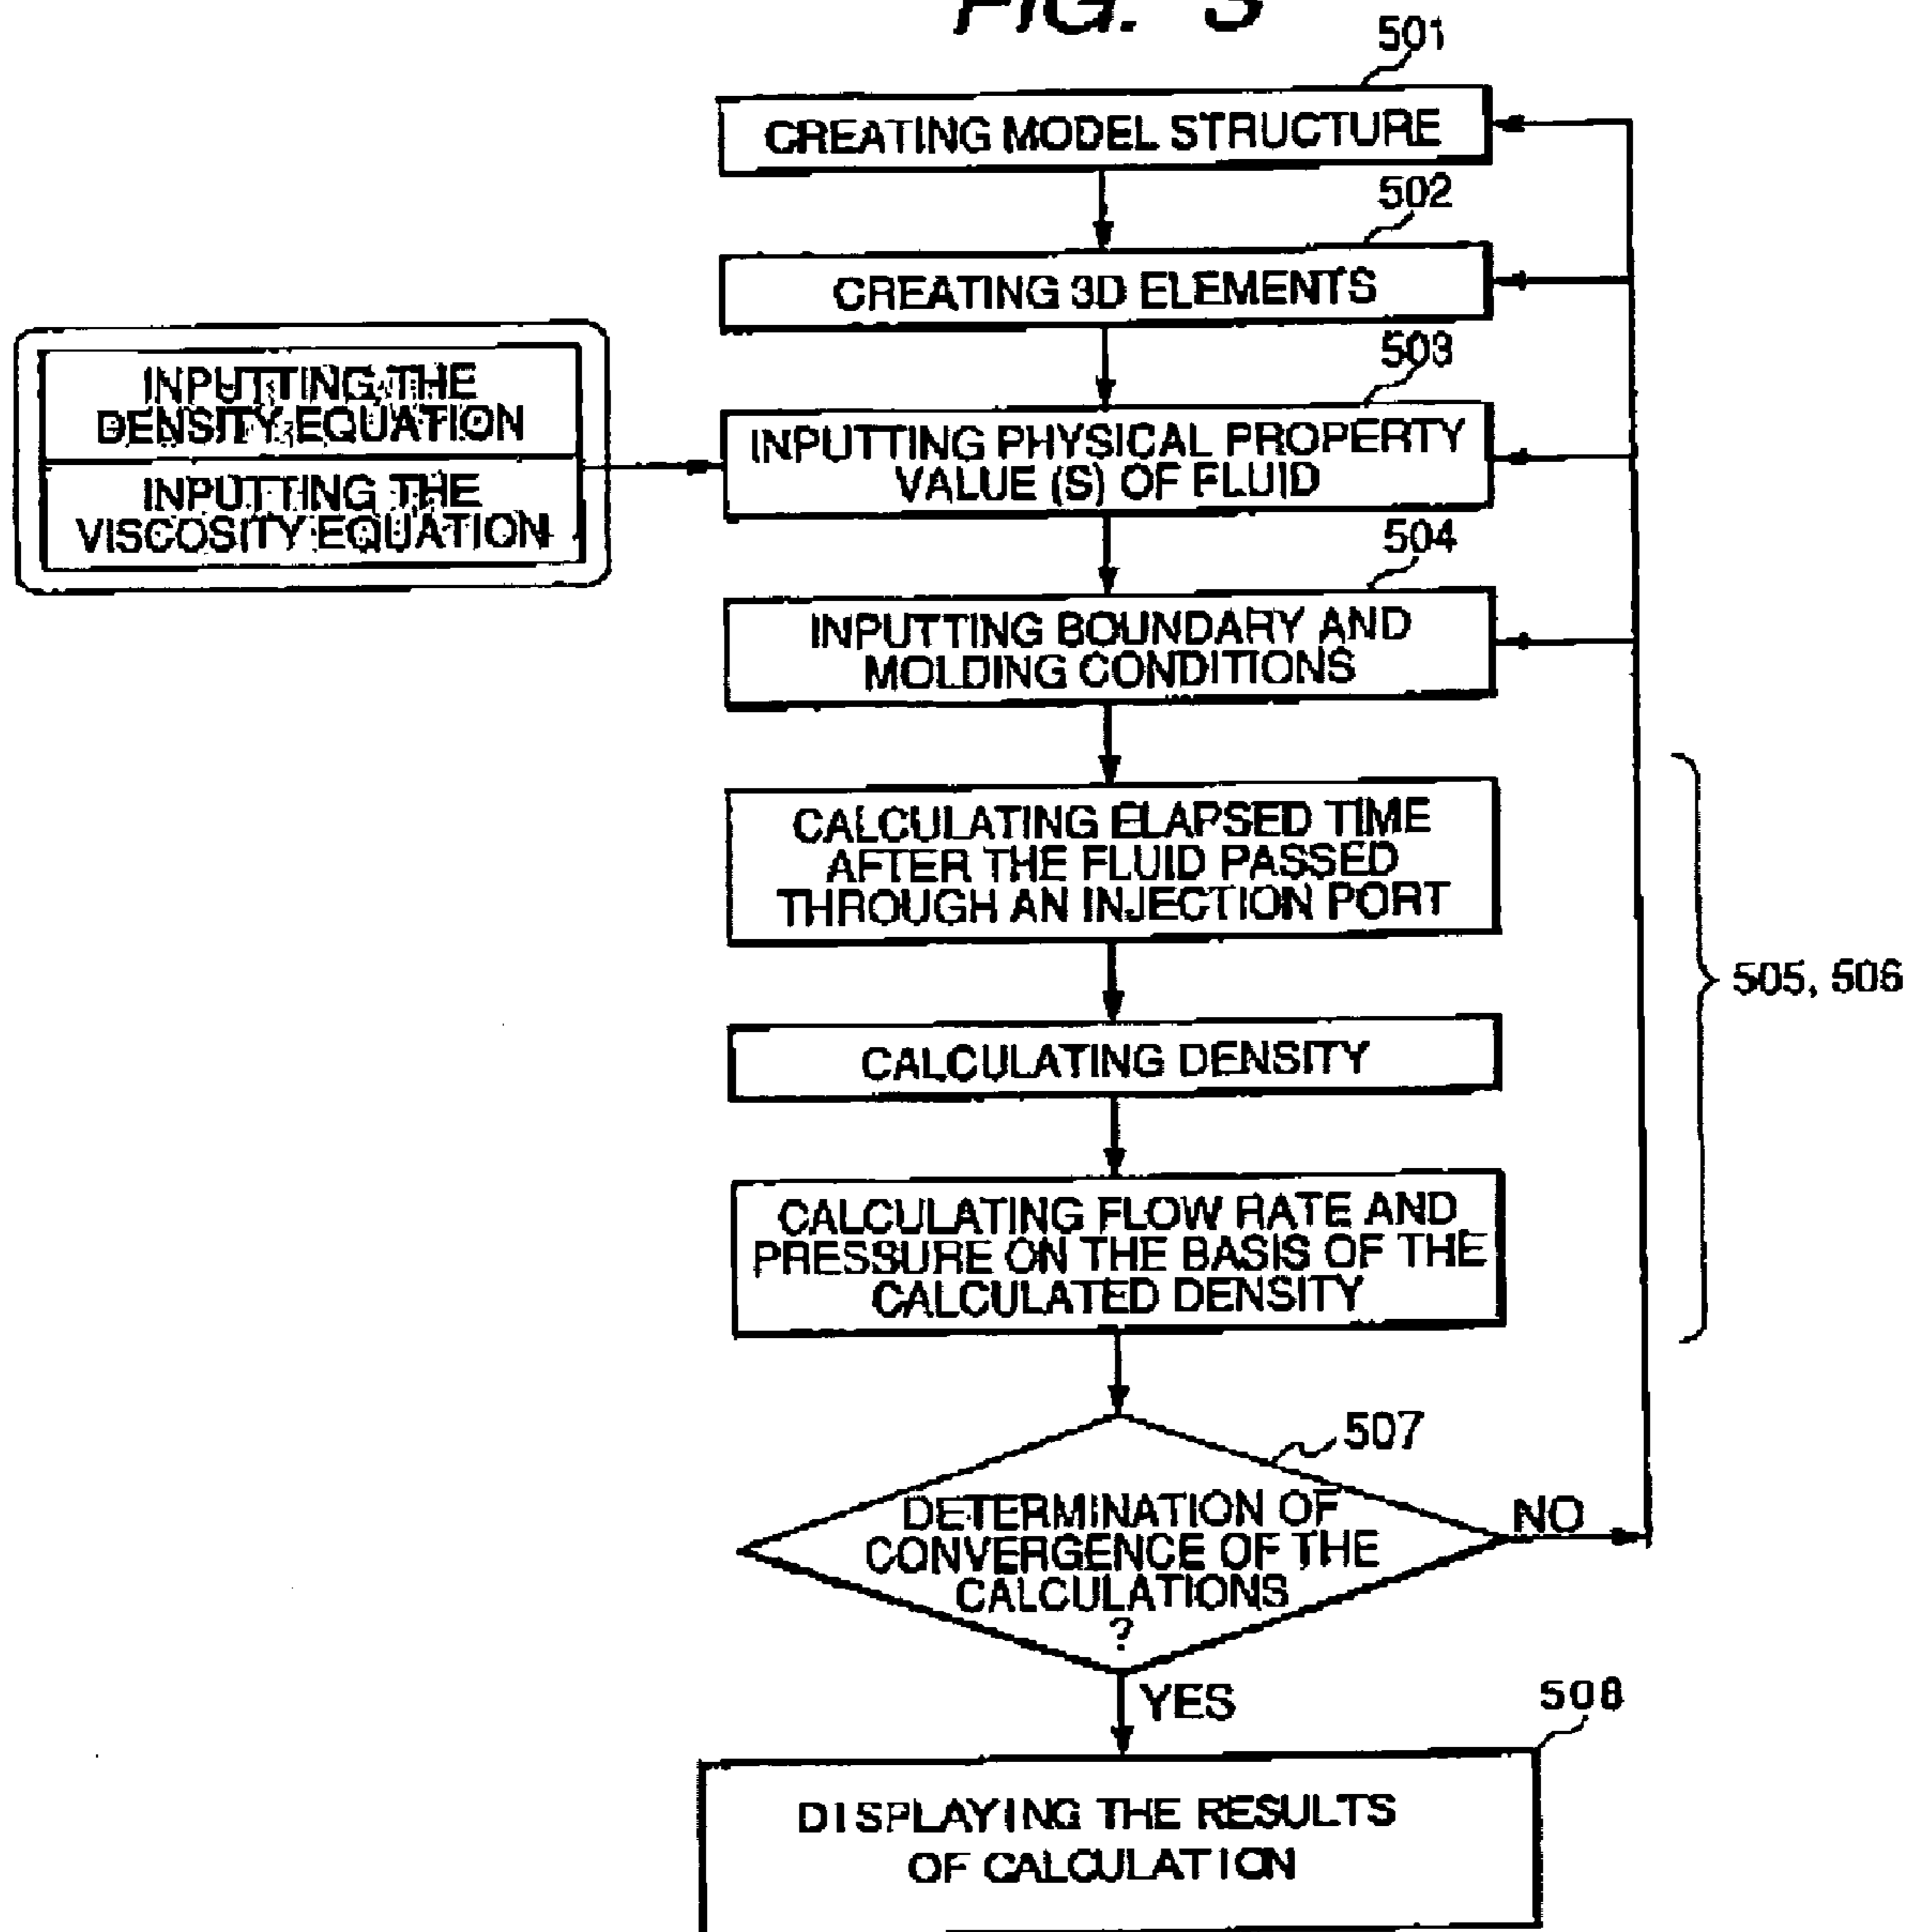 FIG. 3
501
CREATING MODEL STRUCTURE
502
CREATING 3D ELEMENTS
503
INPUTTING THE
DENSITY EQUATION
INPUTTING THE
VISCOSITY EQUATION
INPUTTING PHYSICAL PROPERTY
VALUE (S) OF FLUID
504
INPUTTING BOUNDARY AND
MOLDING CONDITIONS
CALCULATING ELAPSED TIME
AFTER THE FLUID PASSED
THROUGH AN INJECTION PORT
505, 506
CALCULATING DENSITY
CALCULATING FLOW RATE AND
PRESSURE ON THE BASIS OF THE
CALCULATED DENSITY
507
DETERMINATION OF
CONVERGENCE OF THE
CALCULATIONS
?
NO
YES
508
DISPLAYING THE RESULTS
OF CALCULATION